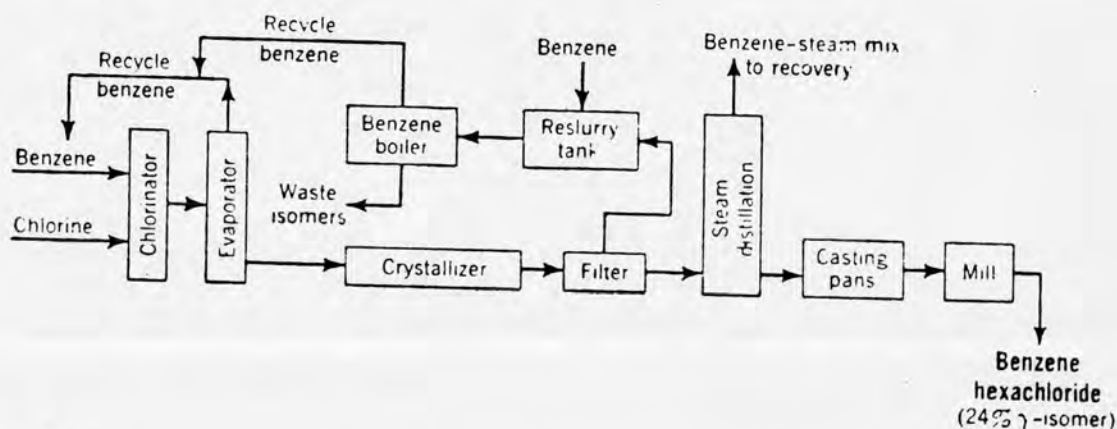 Recycle
benzene
Recycle
benzene
Benzene
Benzene-steam mix
to recovery
Benzene
boiler
Reslurry
tank
Benzene
Chlorine
Chlorinator
Evaporator
Waste
isomers
Crystallizer
Filter
Steam
distillation
Casting
pans
Mill
Benzene
hexachloride
(24% γ-isomer)